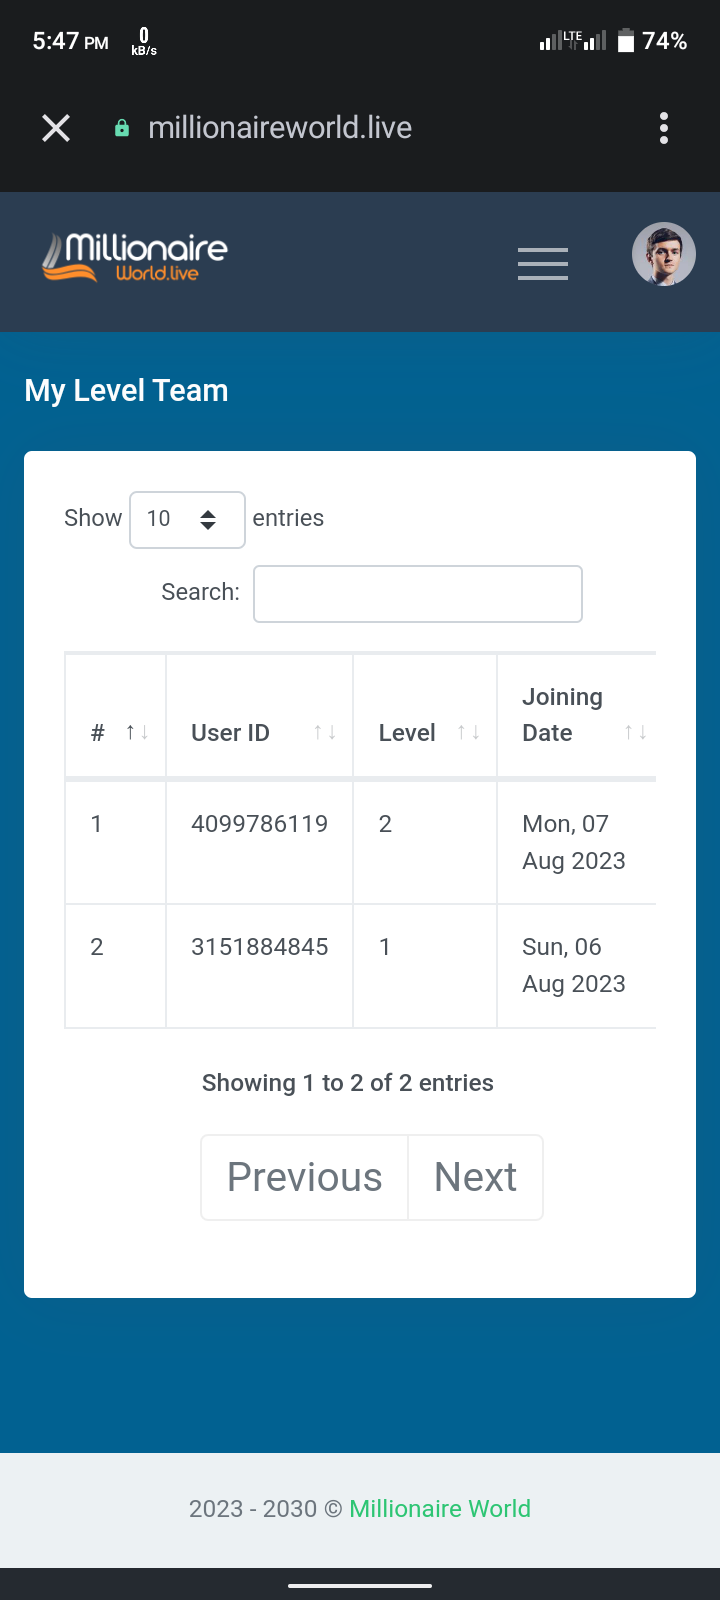 5:47 PM 0 kB/s LTE 74%
millionaireworld.live
Millionaire
World.live
My Level Team
Show 10 entries
Search:
# ↑↓ User ID ↑↓ Level ↑↓ Joining Date ↑↓
1 4099786119 2 Mon, 07
Aug 2023
2 3151884845 1 Sun, 06
Aug 2023
Showing 1 to 2 of 2 entries
Previous Next
2023 - 2030 © Millionaire World